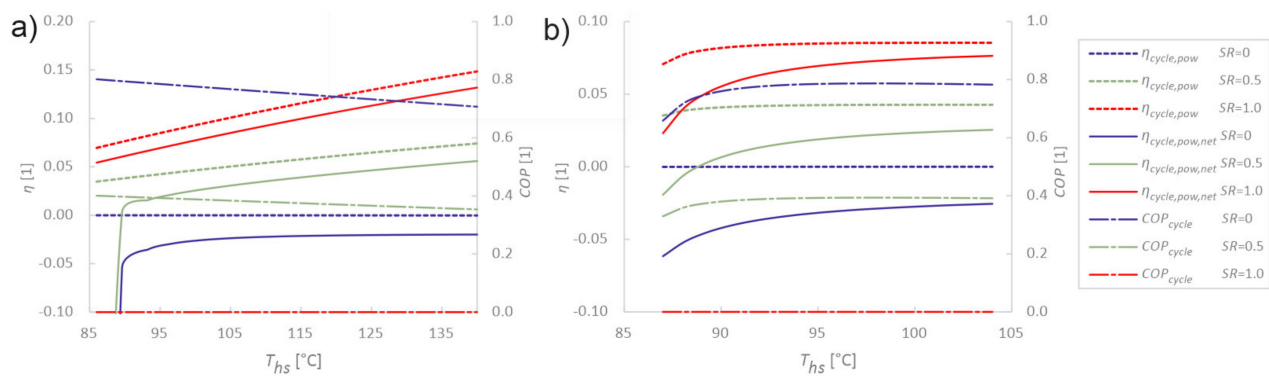 a)
0.20
0.15
0.10
0.05
0.00
-0.05
-0.10
η [1]
1.0
0.8
0.6
0.4
0.2
0.0
COP [1]
85 95 105 115 125 135
T_hs [°C]
b)
0.10
0.05
0.00
-0.05
-0.10
η [1]
1.0
0.8
0.6
0.4
0.2
0.0
COP [1]
85 90 95 100 105
T_hs [°C]
η_cycle,pow SR=0
η_cycle,pow SR=0.5
η_cycle,pow SR=1.0
η_cycle,pow,net SR=0
η_cycle,pow,net SR=0.5
η_cycle,pow,net SR=1.0
COP_cycle SR=0
COP_cycle SR=0.5
COP_cycle SR=1.0